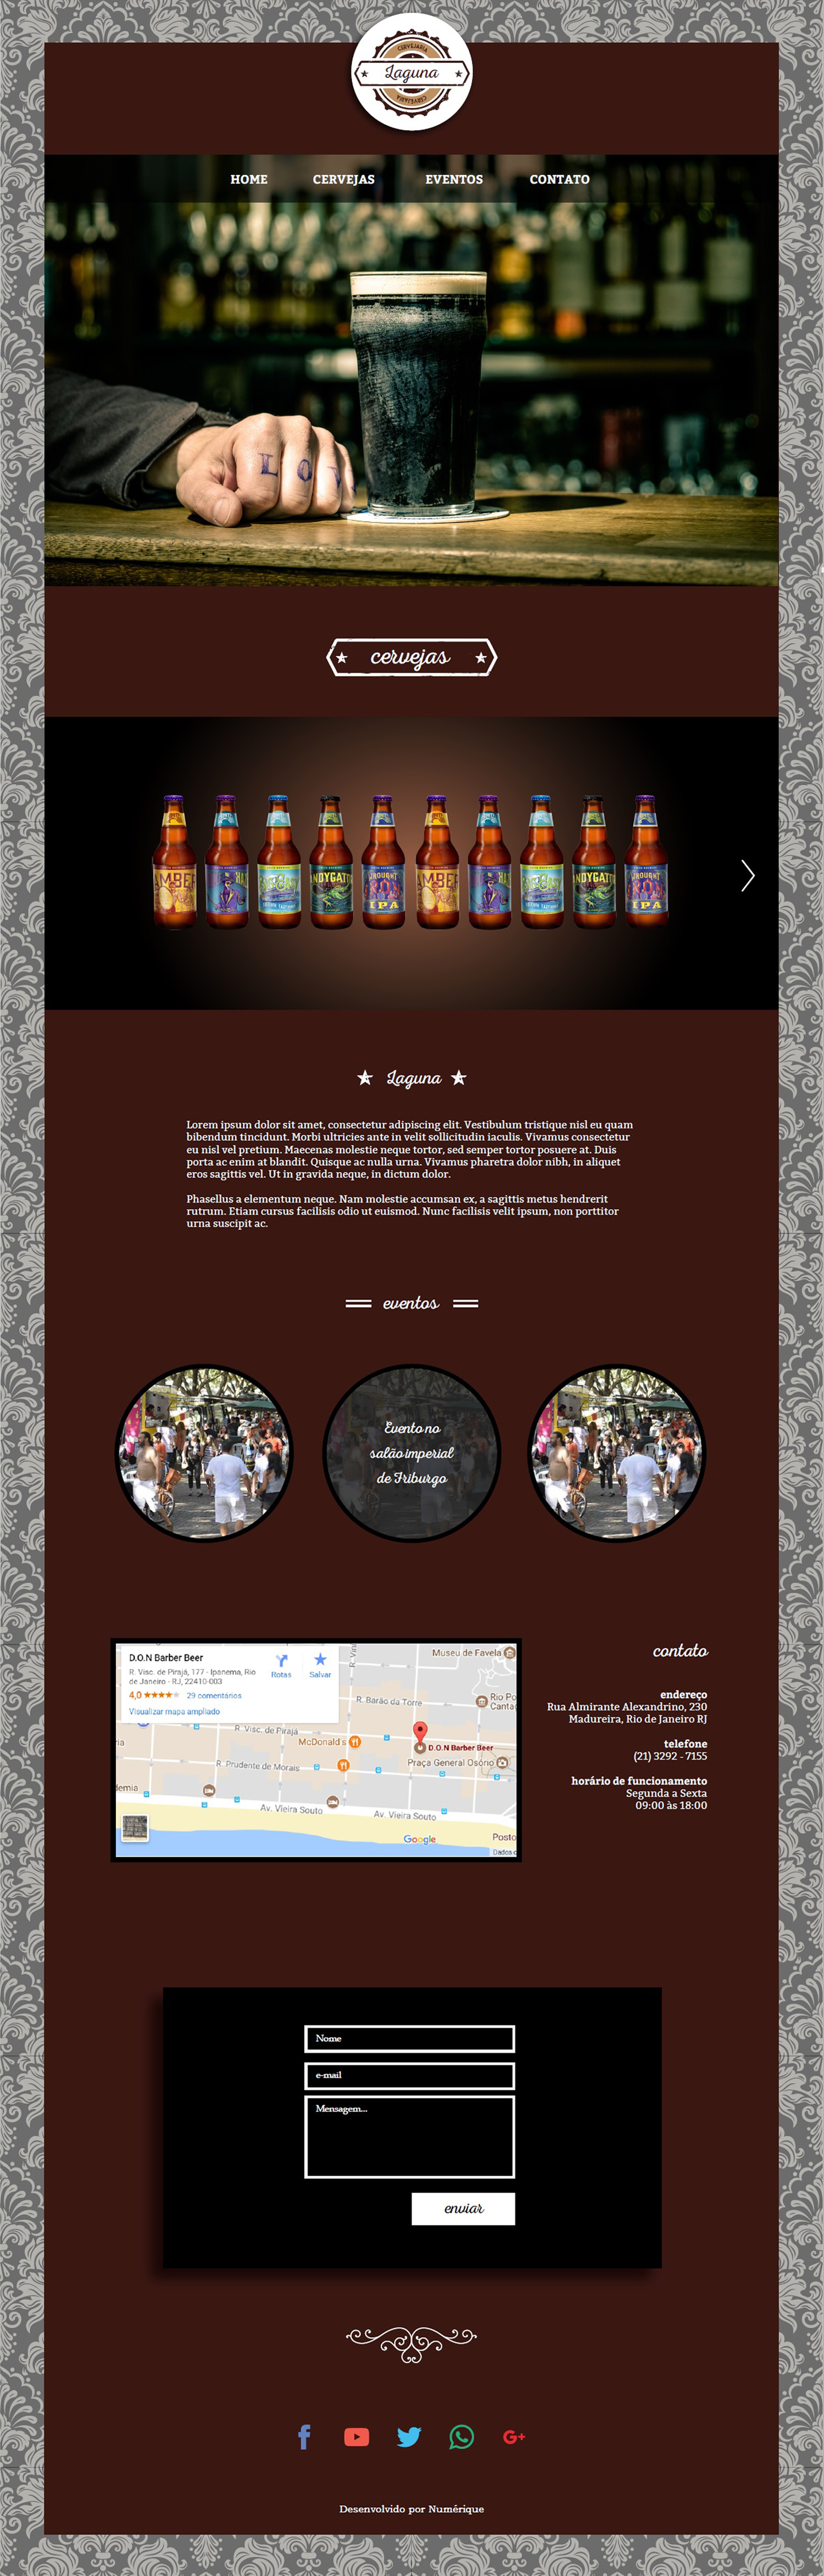 CERVEJARIA
Laguna
CERVEJARIA
HOME CERVEJAS EVENTOS CONTATO
LOV
cervejas
AMBER
ANDYGAT
WROUGHT
IRON
IPA
AMBER
ANDYGAT
WROUGHT
IRON
IPA
Laguna
Lorem ipsum dolor sit amet, consectetur adipiscing elit. Vestibulum tristique nisl eu quam
bibendum tincidunt. Morbi ultricies ante in velit sollicitudin iaculis. Vivamus consectetur
eu nisl vel pretium. Maecenas molestie neque tortor, sed semper tortor posuere at. Duis
porta ac enim at blandit. Quisque ac nulla urna. Vivamus pharetra dolor nibh, in aliquet
eros sagittis vel. Ut in gravida neque, in dictum dolor.
Phasellus a elementum neque. Nam molestie accumsan ex, a sagittis metus hendrerit
rutrum. Etiam cursus facilisis odio ut euismod. Nunc facilisis velit ipsum, non porttitor
urna suscipit ac.
eventos
Evento no
salão imperial
de Friburgo
D.O.N Barber Beer
R. Visc. de Pirajá, 177 - Ipanema, Rio
de Janeiro - RJ, 22410-003
4,0 ★★★★★ 29 comentários
Visualizar mapa ampliado
Rotas
Salvar
R. Vin
Museu de Favela
R. Barão da Torre
Rio Po
Canta
R. Visc. de Pirajá
McDonald's
D.O.N Barber Beer
R. Prudente de Morais
Praça General Osório
Av. Vieira Souto
Av. Vieira Souto
Google
Posto
Dados c
contato
endereço
Rua Almirante Alexandrino, 230
Madureira, Rio de Janeiro RJ
telefone
(21) 3292 - 7155
horário de funcionamento
Segunda a Sexta
09:00 às 18:00
Nome
e-mail
Mensagem...
enviar
f
G+
Desenvolvido por Numérique